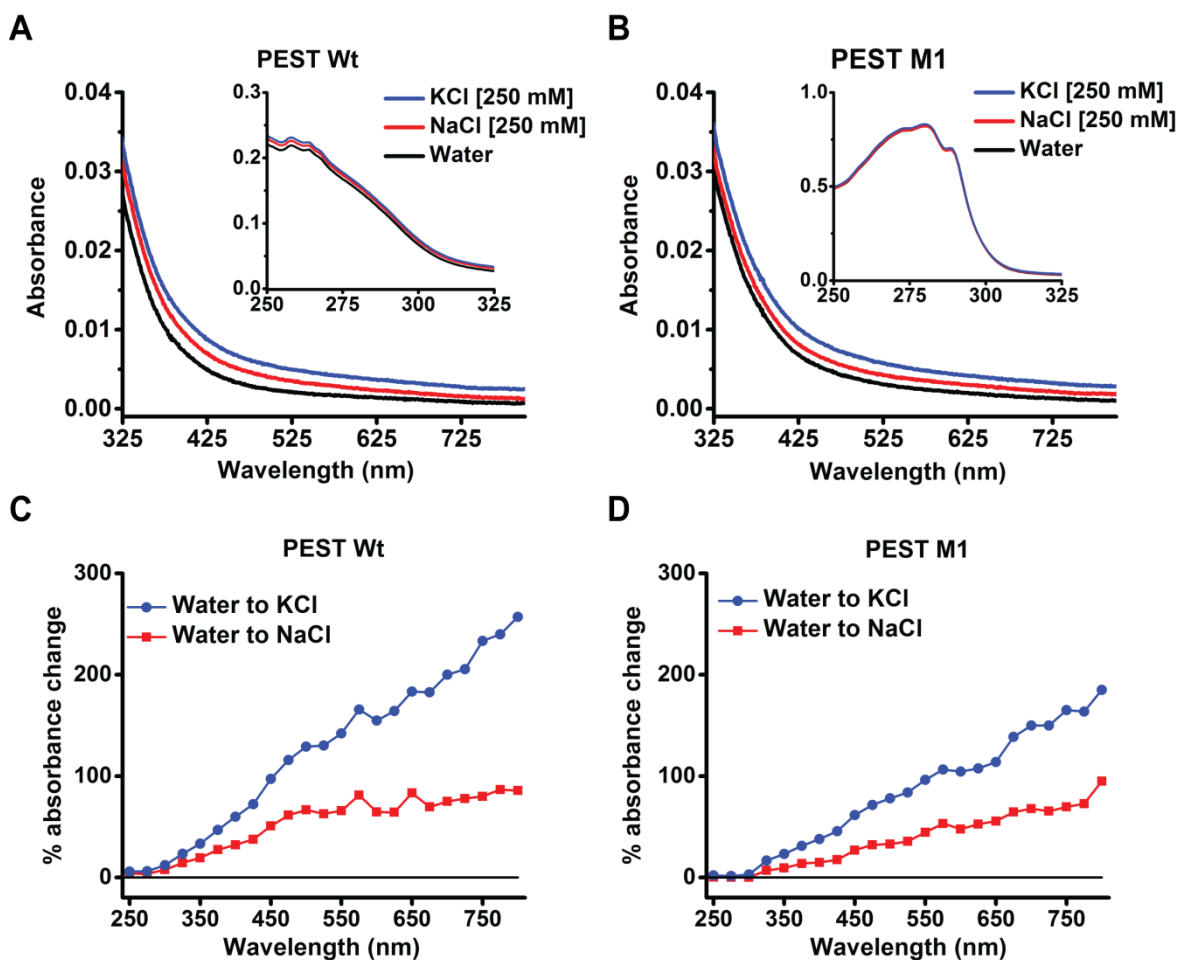 A
PEST Wt
0.04
0.03
0.02
0.01
0.00
Absorbance
325 425 525 625 725
Wavelength (nm)
0.3
0.2
0.1
0.0
250 275 300 325
KCl [250 mM]
NaCl [250 mM]
Water
B
PEST M1
0.04
0.03
0.02
0.01
0.00
Absorbance
325 425 525 625 725
Wavelength (nm)
1.0
0.5
0.0
250 275 300 325
KCl [250 mM]
NaCl [250 mM]
Water
C
PEST Wt
300
200
100
0
% absorbance change
Water to KCl
Water to NaCl
250 350 450 550 650 750
Wavelength (nm)
D
PEST M1
300
200
100
0
% absorbance change
Water to KCl
Water to NaCl
250 350 450 550 650 750
Wavelength (nm)